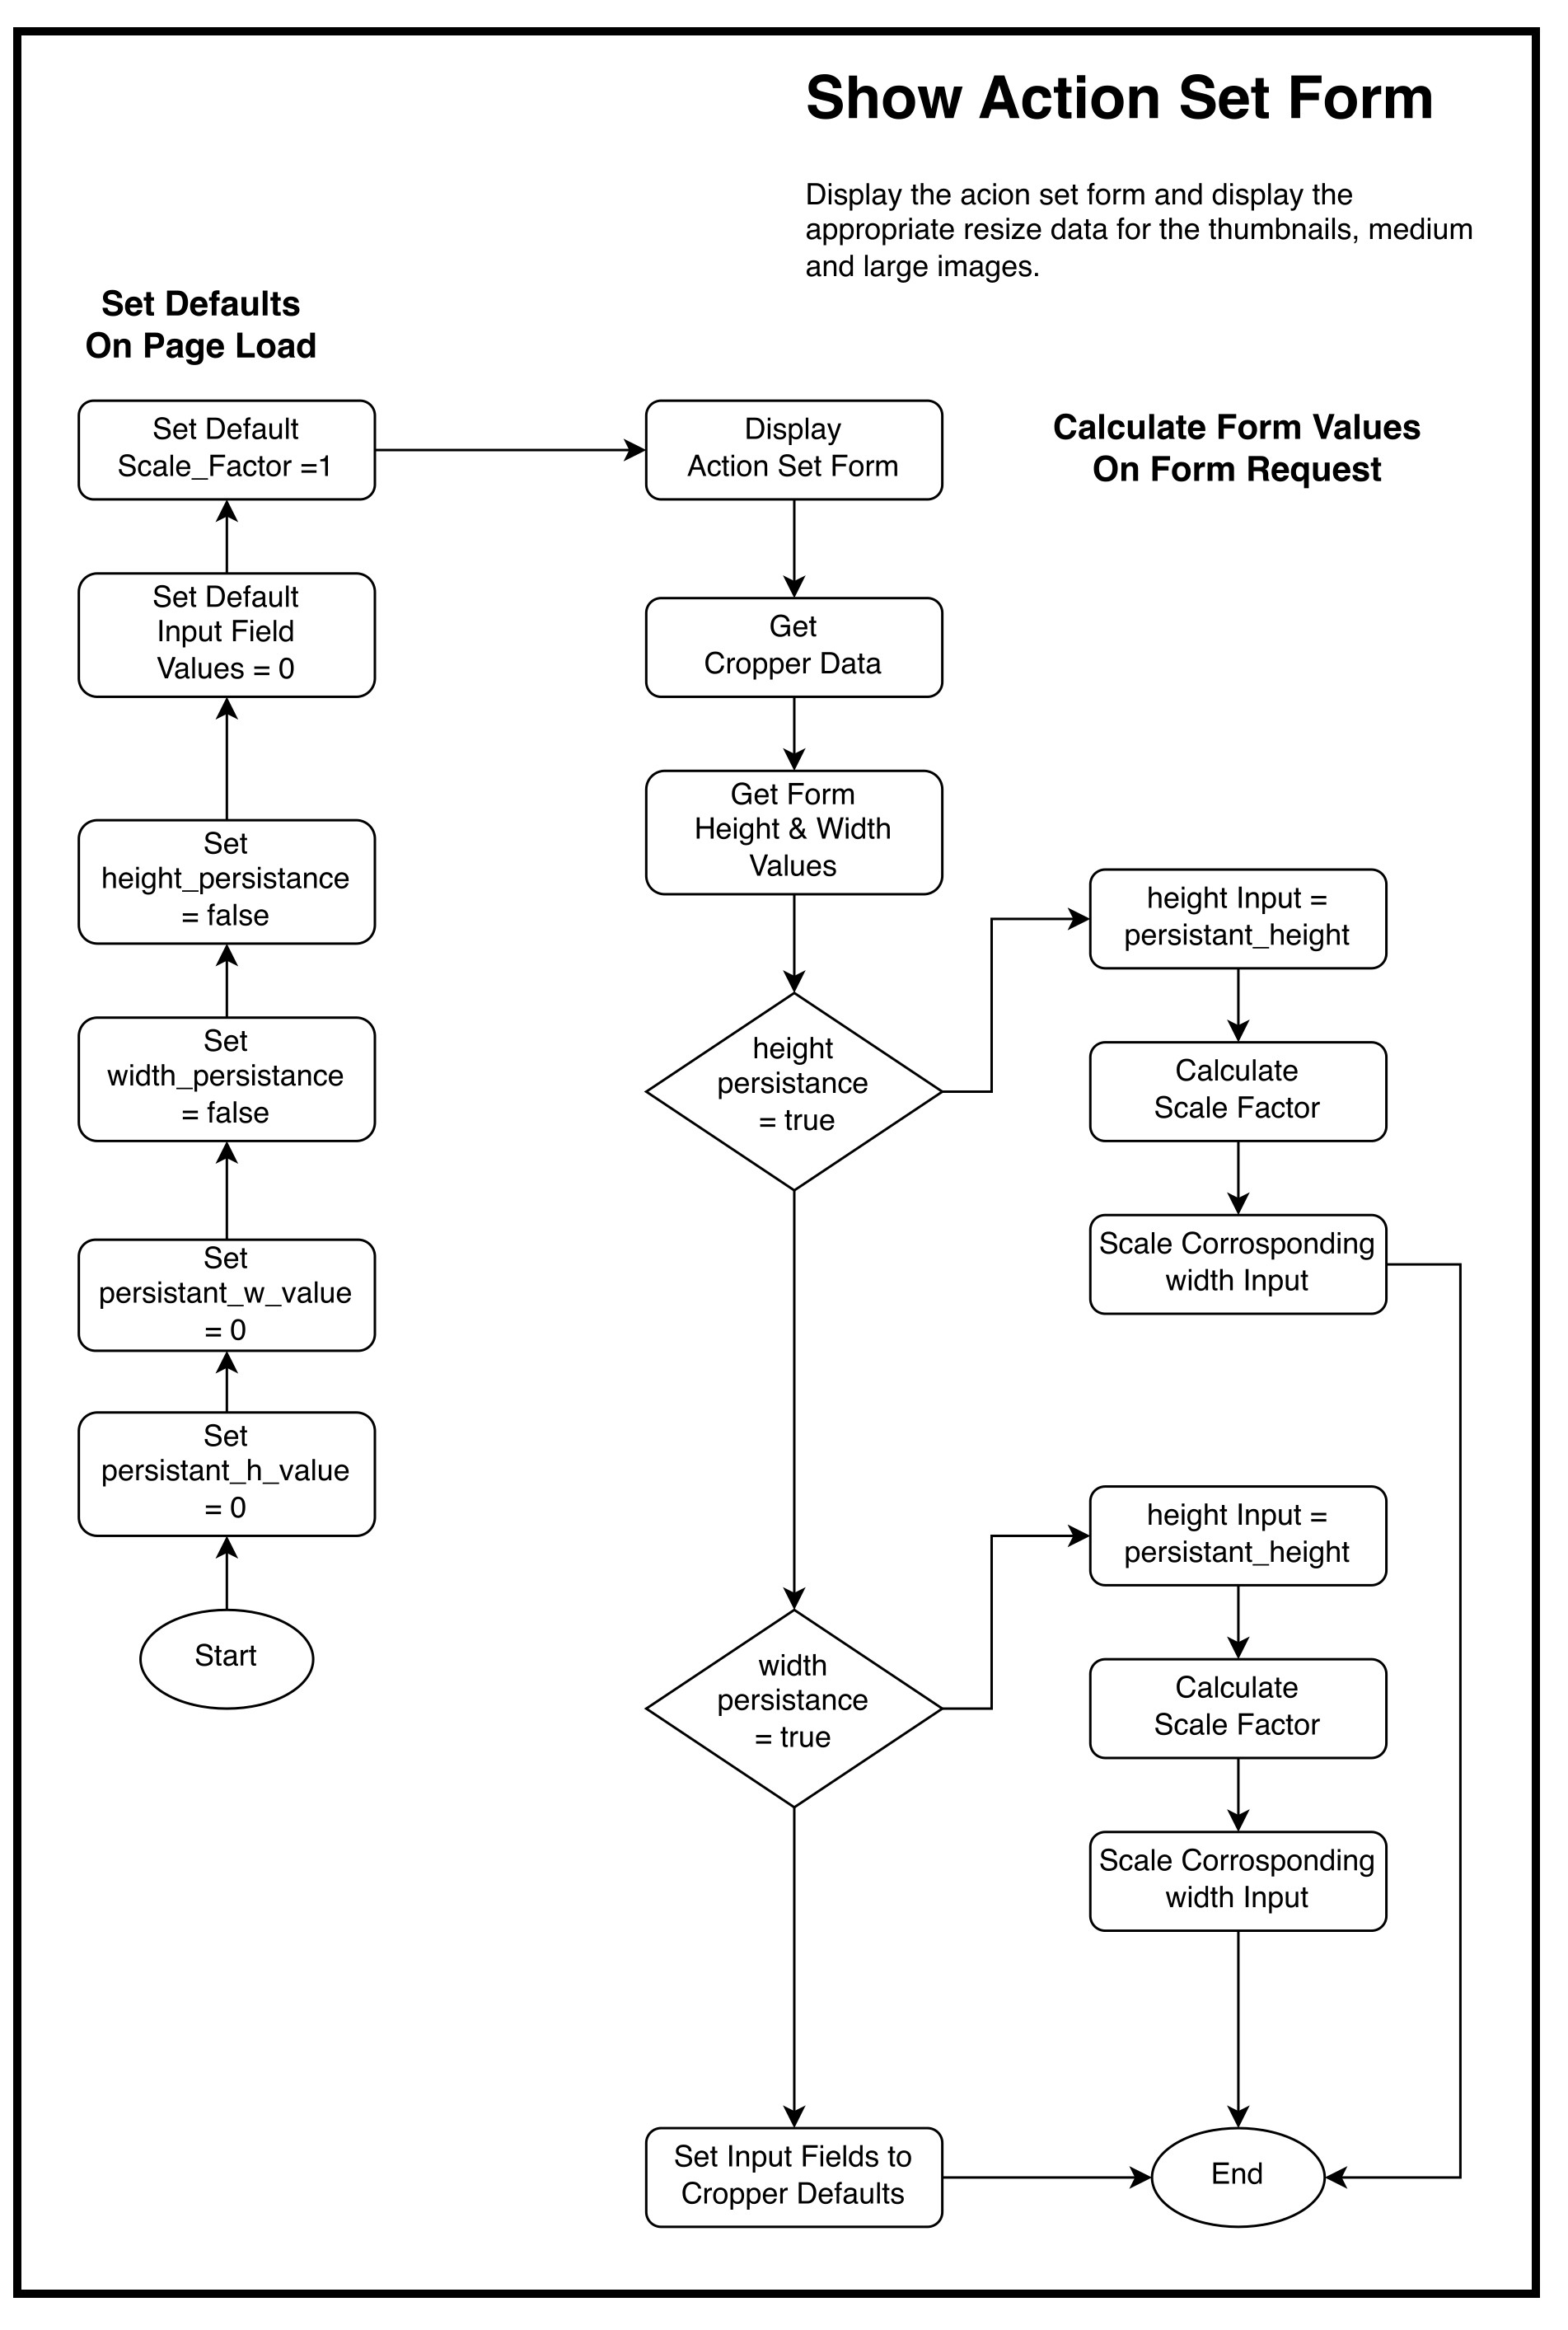 Show Action Set Form
Display the acion set form and display the
appropriate resize data for the thumbnails, medium
and large images.
Set Defaults
On Page Load
Set Default
Scale_Factor =1
Set Default
Input Field
Values = 0
Set
height_persistance
= false
Set
width_persistance
= false
Set
persistant_w_value
= 0
Set
persistant_h_value
= 0
Start
Display
Action Set Form
Get
Cropper Data
Get Form
Height & Width
Values
height
persistance
= true
width
persistance
= true
Set Input Fields to
Cropper Defaults
Calculate Form Values
On Form Request
height Input =
persistant_height
Calculate
Scale Factor
Scale Corrosponding
width Input
height Input =
persistant_height
Calculate
Scale Factor
Scale Corrosponding
width Input
End